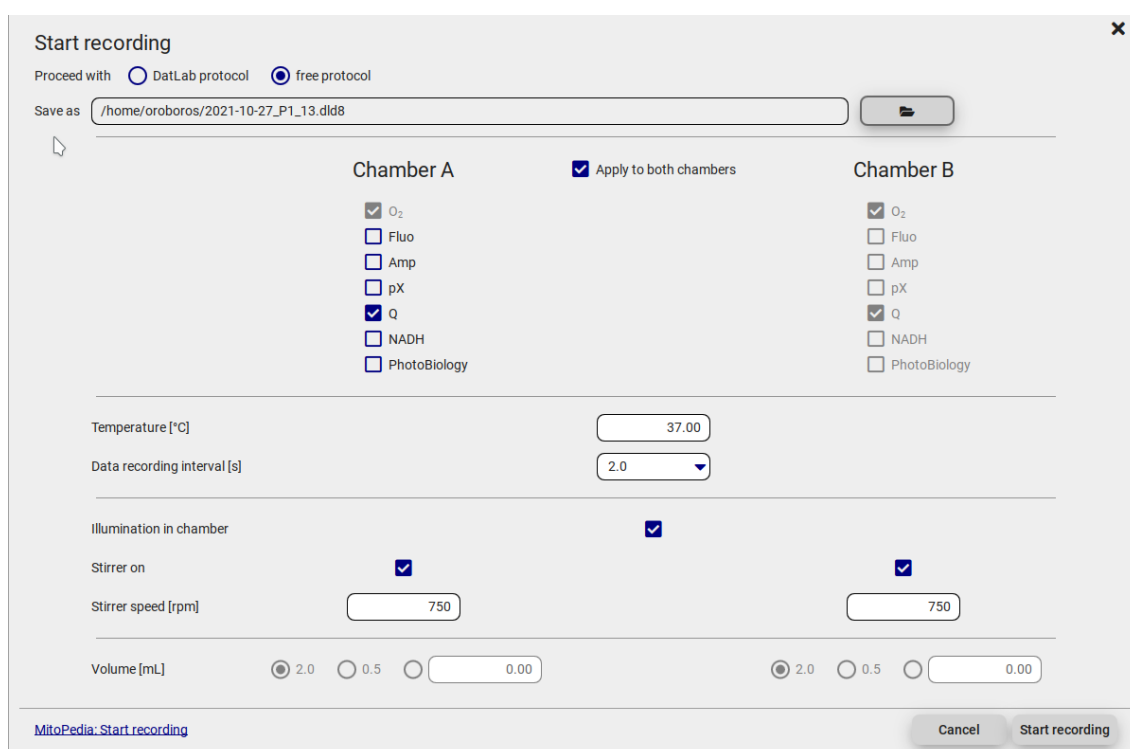 Start recording
Proceed with DatLab protocol free protocol
Save as /home/oroboros/2021-10-27_P1_13.dld8
Chamber A Apply to both chambers Chamber B
O₂ O₂
Fluo Fluo
Amp Amp
pX pX
Q Q
NADH NADH
PhotoBiology PhotoBiology
Temperature [°C] 37.00
Data recording interval [s] 2.0
Illumination in chamber
Stirrer on
Stirrer speed [rpm] 750 750
Volume [mL] 2.0 0.5 0.00 2.0 0.5 0.00
MitoPedia: Start recording Cancel Start recording